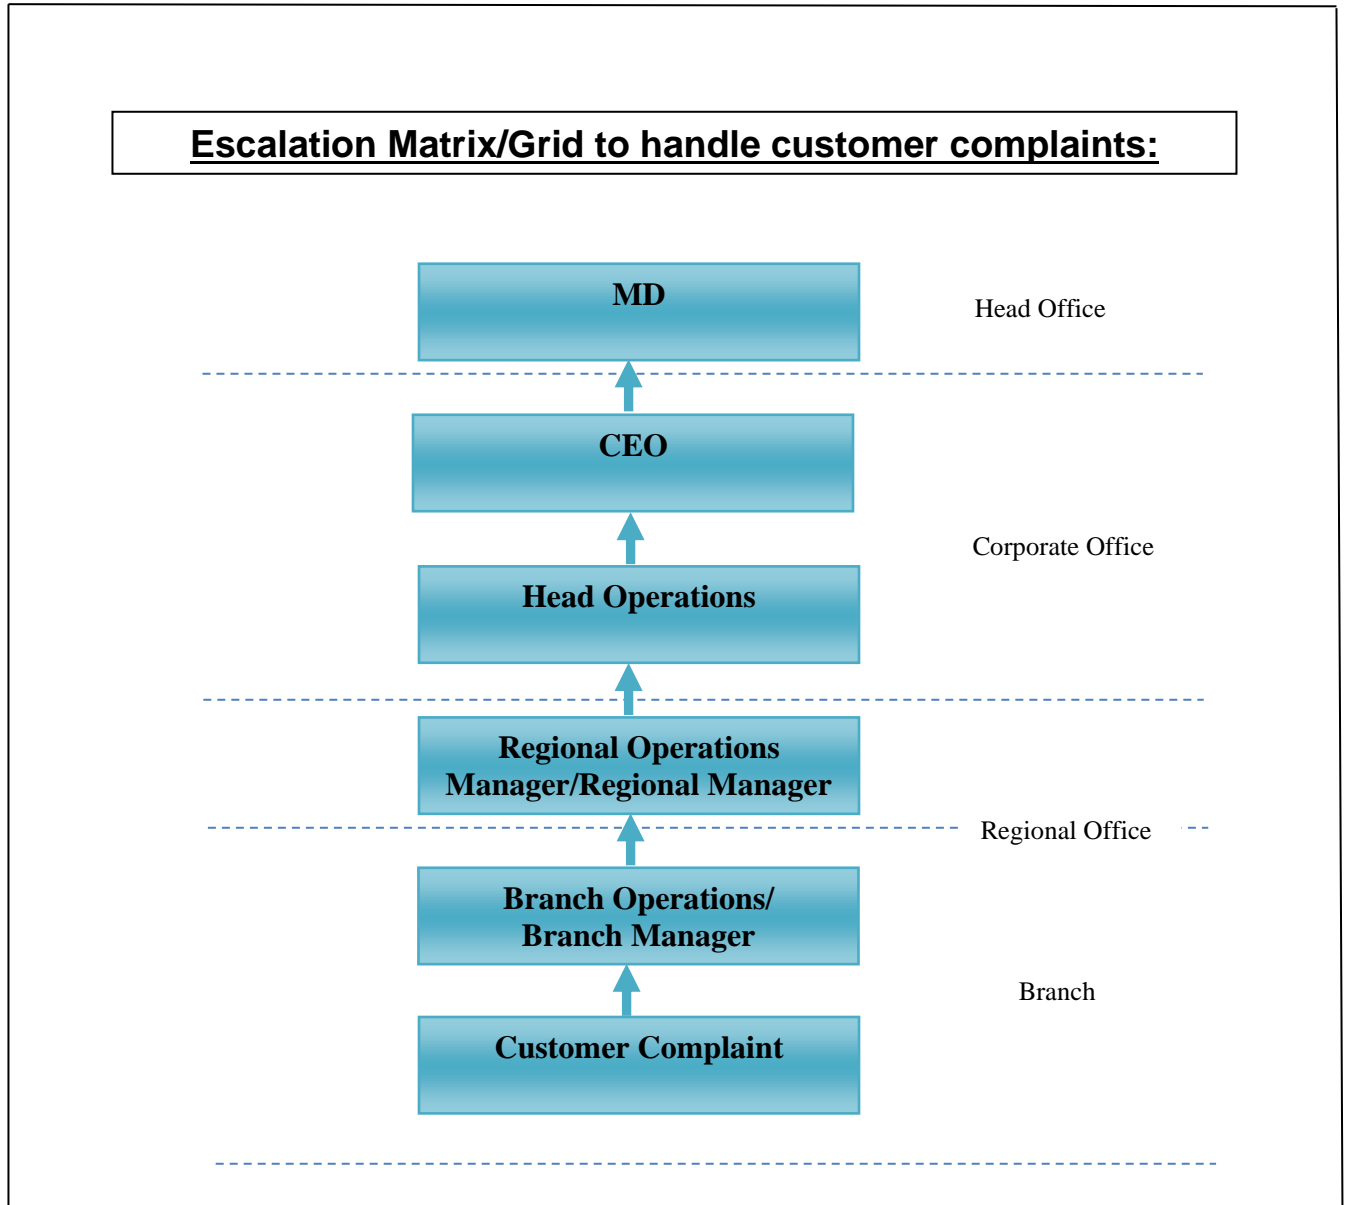 Escalation Matrix/Grid to handle customer complaints:
MD
Head Office
CEO
Corporate Office
Head Operations
Regional Operations
Manager/Regional Manager
Regional Office
Branch Operations/
Branch Manager
Branch
Customer Complaint